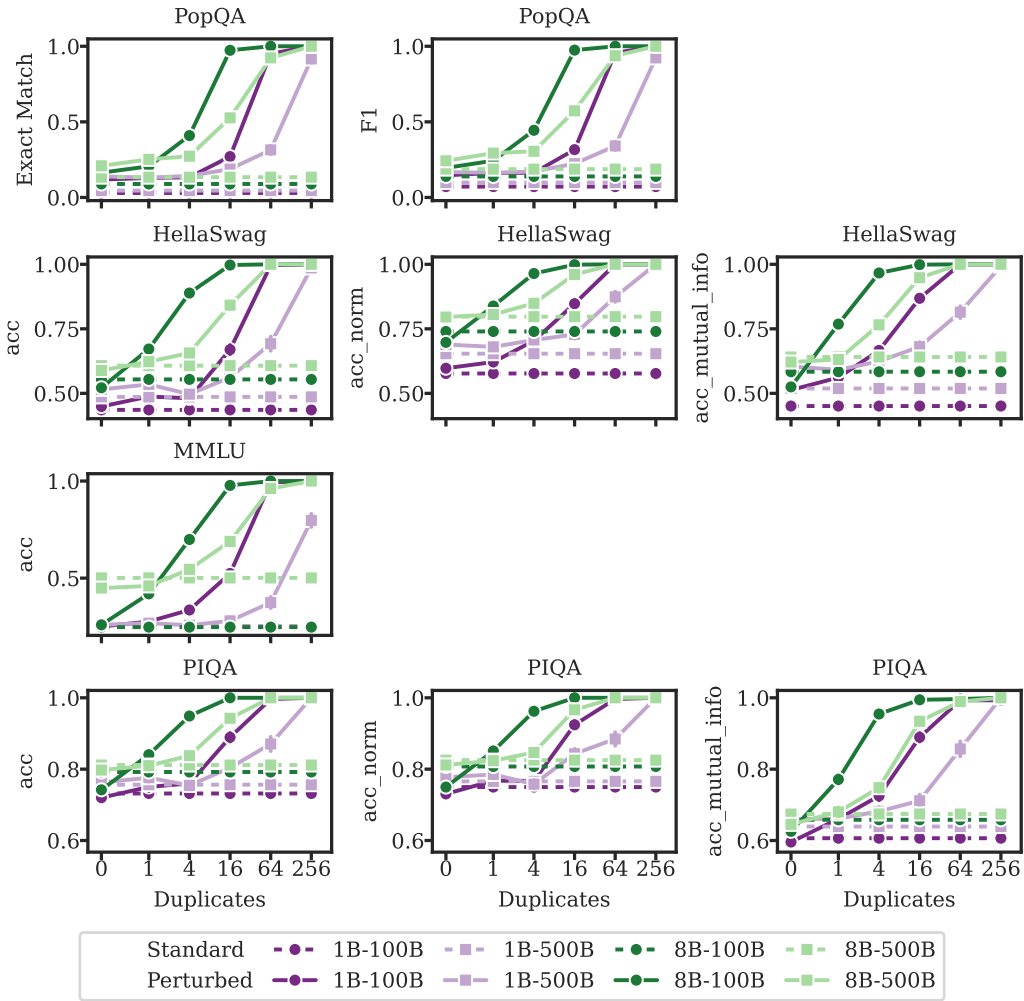 PopQA
PopQA
Exact Match
1.0
0.5
0.0
F1
1.0
0.5
0.0
HellaSwag
HellaSwag
HellaSwag
acc
1.00
0.75
0.50
acc_norm
1.00
0.75
0.50
acc_mutual_info
1.00
0.75
0.50
MMLU
acc
1.0
0.5
PIQA
PIQA
PIQA
acc
1.0
0.8
0.6
acc_norm
1.0
0.8
0.6
acc_mutual_info
1.0
0.8
0.6
0 1 4 16 64 256
0 1 4 16 64 256
0 1 4 16 64 256
Duplicates
Duplicates
Duplicates
Standard 1B-100B 1B-500B 8B-100B 8B-500B
Perturbed 1B-100B 1B-500B 8B-100B 8B-500B